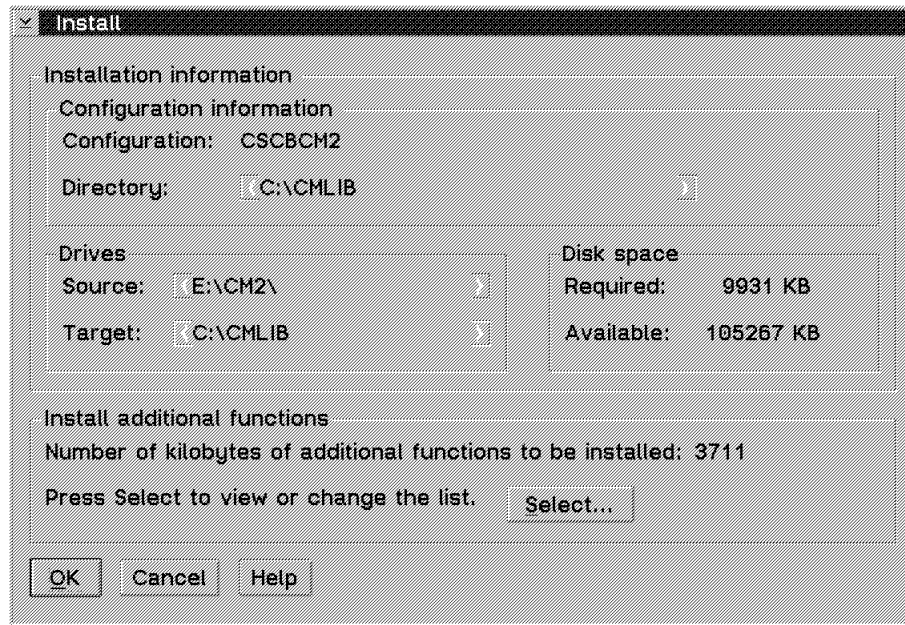 Install
Installation information
Configuration information
Configuration: CSCBCM2
Directory: C:\CMLIB
Drives
Source: E:\CM2\
Target: C:\CMLIB
Disk space
Required: 9931 KB
Available: 105267 KB
Install additional functions
Number of kilobytes of additional functions to be installed: 3711
Press Select to view or change the list. Select...
OK Cancel Help